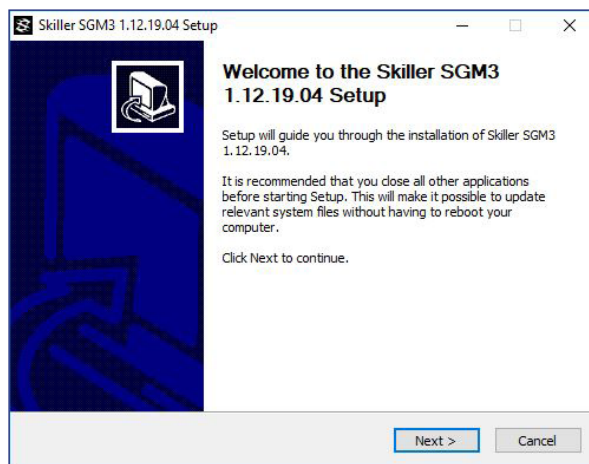 Skiller SGM3 1.12.19.04 Setup
Welcome to the Skiller SGM3
1.12.19.04 Setup
Setup will guide you through the installation of Skiller SGM3
1.12.19.04.
It is recommended that you close all other applications
before starting Setup. This will make it possible to update
relevant system files without having to reboot your
computer.
Click Next to continue.
Next >
Cancel